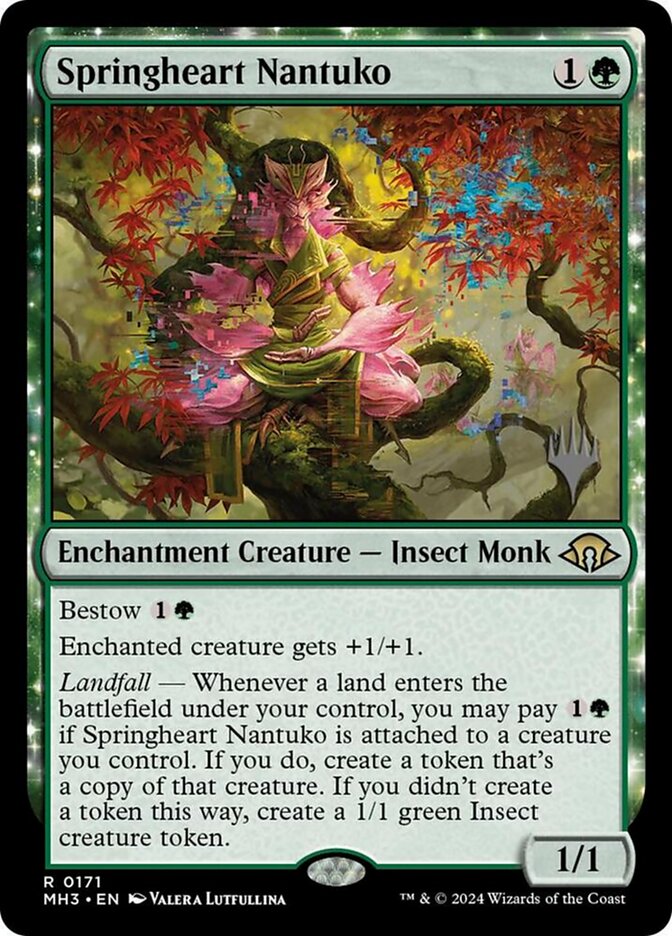 Springheart Nantuko 1
Enchantment Creature — Insect Monk
Bestow 1
Enchanted creature gets +1/+1.
Landfall — Whenever a land enters the
battlefield under your control, you may pay 1
if Springheart Nantuko is attached to a creature
you control. If you do, create a token that's
a copy of that creature. If you didn't create
a token this way, create a 1/1 green Insect
creature token.
1/1
R 0171
MH3 • EN VALERA LUTFULLINA
™ & © 2024 Wizards of the Coast